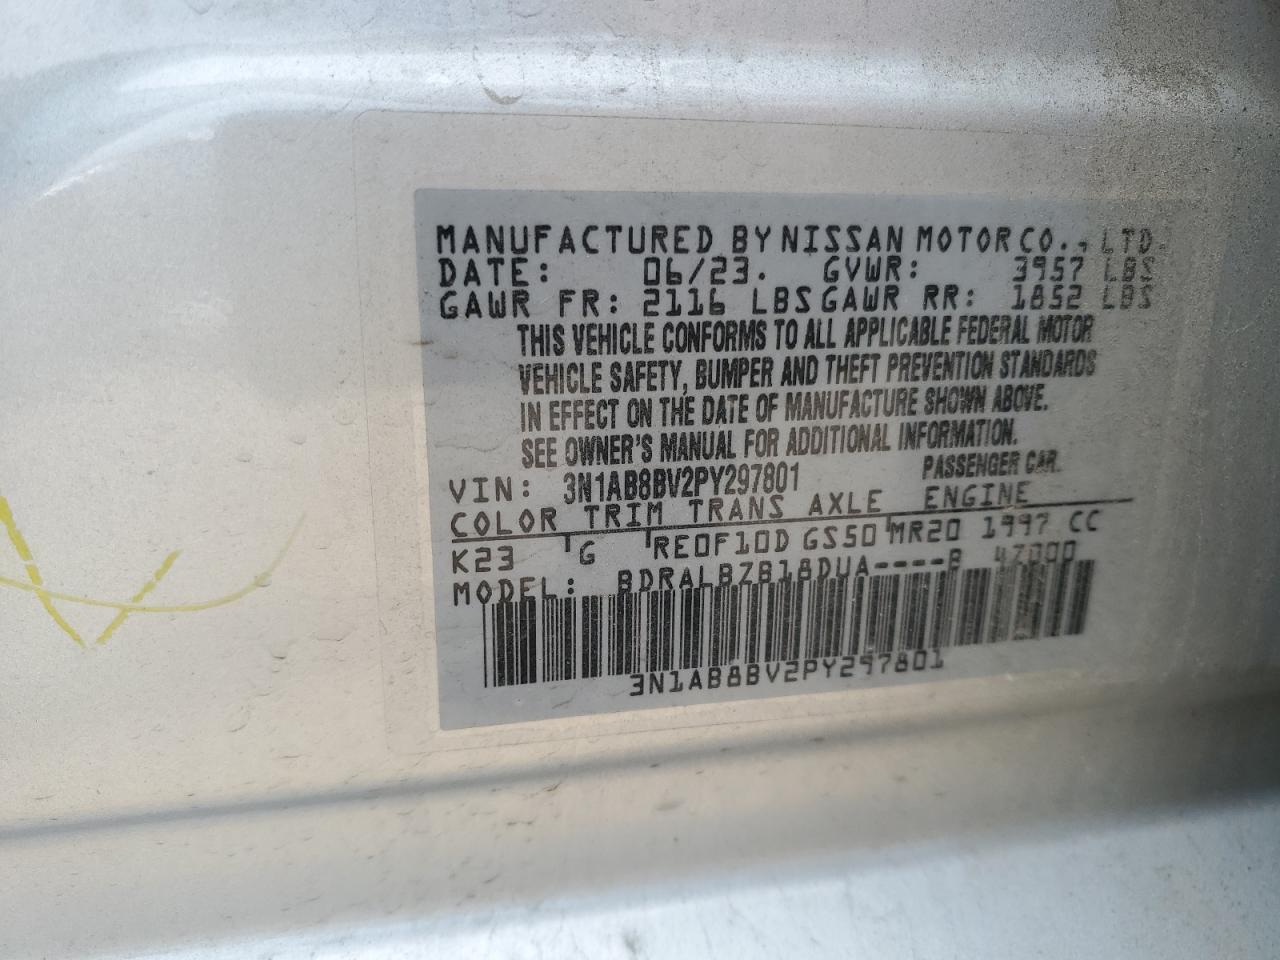 MANUFACTURED BY NISSAN MOTOR CO., LTD.
DATE: 06/23. GVWR: 3957 LBS
GAWR FR: 2116 LBS GAWR RR: 1852 LBS
THIS VEHICLE CONFORMS TO ALL APPLICABLE FEDERAL MOTOR
VEHICLE SAFETY, BUMPER AND THEFT PREVENTION STANDARDS
IN EFFECT ON THE DATE OF MANUFACTURE SHOWN ABOVE.
SEE OWNER'S MANUAL FOR ADDITIONAL INFORMATION.
VIN: 3N1AB8BV2PY297801 PASSENGER CAR.
COLOR TRIM TRANS AXLE ENGINE
K23 G RE0F10D GS50 MR20 1997 CC
MODEL: BDRALBZB18DUA----B 47000
3N1AB8BV2PY297801